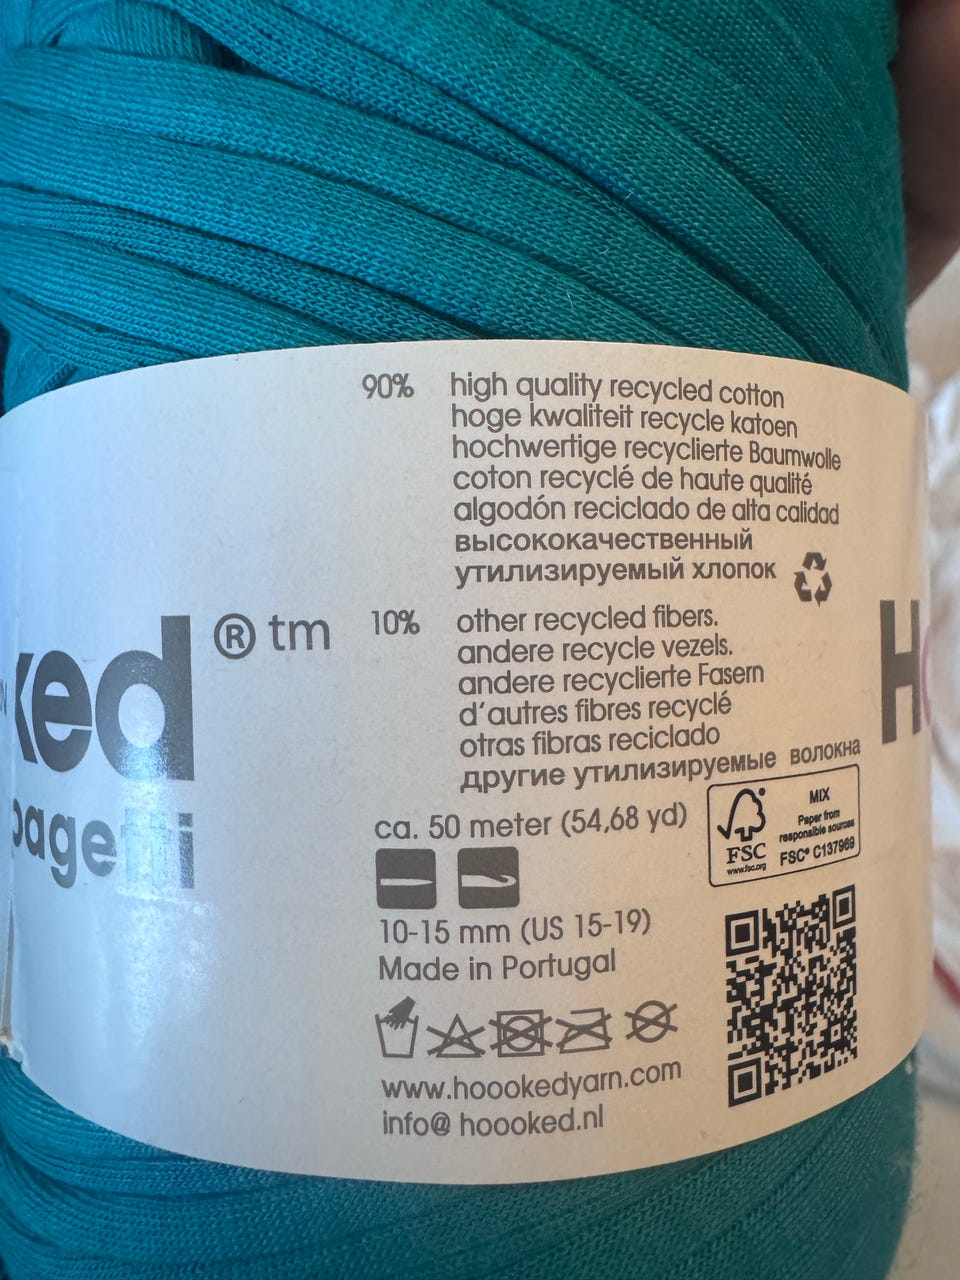 ked ® tm
pagetti
90% high quality recycled cotton
hoge kwaliteit recycle katoen
hochwertige recyclierte Baumwolle
coton recyclé de haute qualité
algodón reciclado de alta calidad
высококачественный
утилизируемый хлопок
10% other recycled fibers.
andere recycle vezels.
andere recyclierte Fasern
d'autres fibres recyclé
otras fibras reciclado
другие утилизируемые волокна
ca. 50 meter (54,68 yd)
FSC
www.fsc.org
MIX
Paper from
responsible sources
FSC® C137969
10-15 mm (US 15-19)
Made in Portugal
www.hoookedyarn.com
info@ hoooked.nl
H